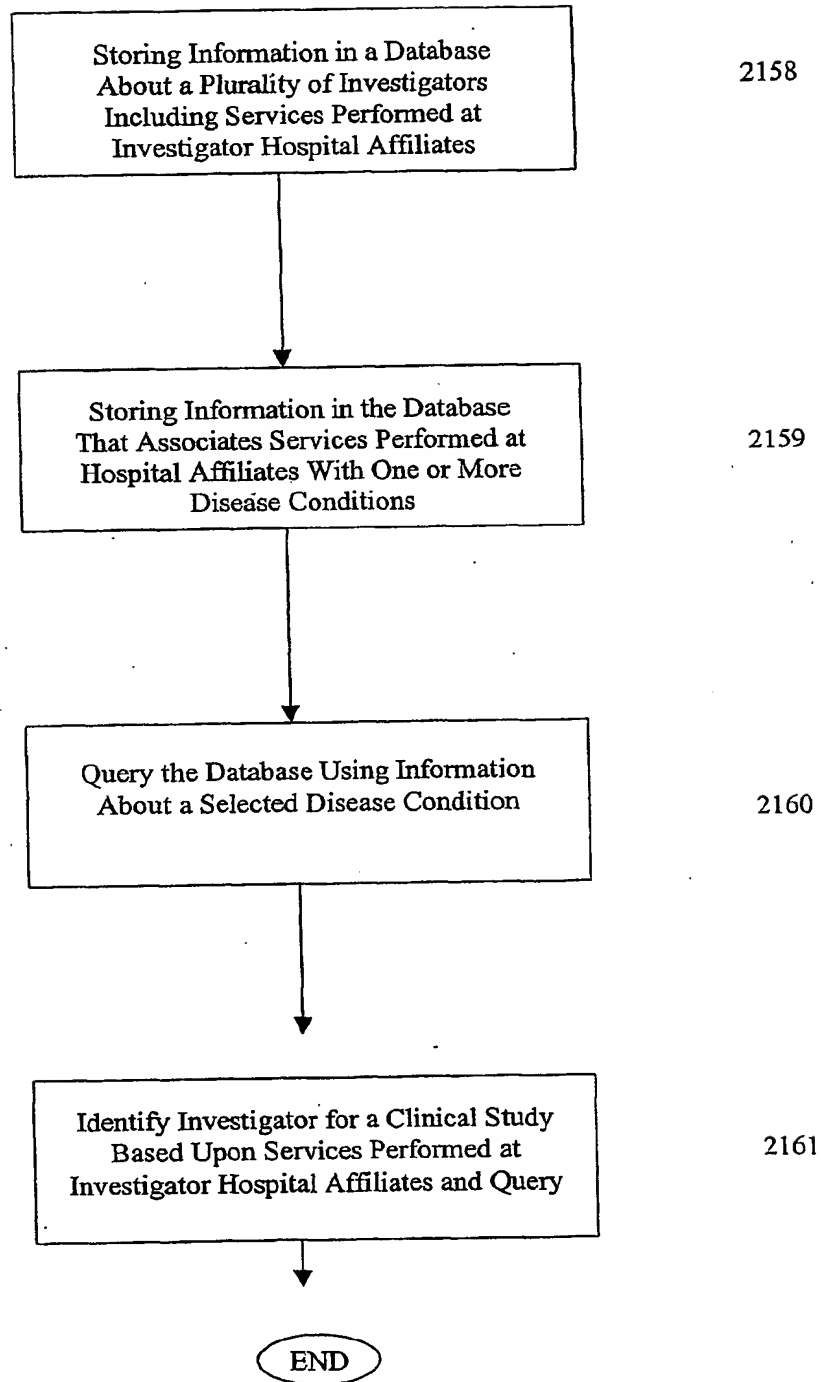 Storing Information in a Database
About a Plurality of Investigators
Including Services Performed at
Investigator Hospital Affiliates
2158
Storing Information in the Database
That Associates Services Performed at
Hospital Affiliates With One or More
Disease Conditions
2159
Query the Database Using Information
About a Selected Disease Condition
2160
Identify Investigator for a Clinical Study
Based Upon Services Performed at
Investigator Hospital Affiliates and Query
2161
END